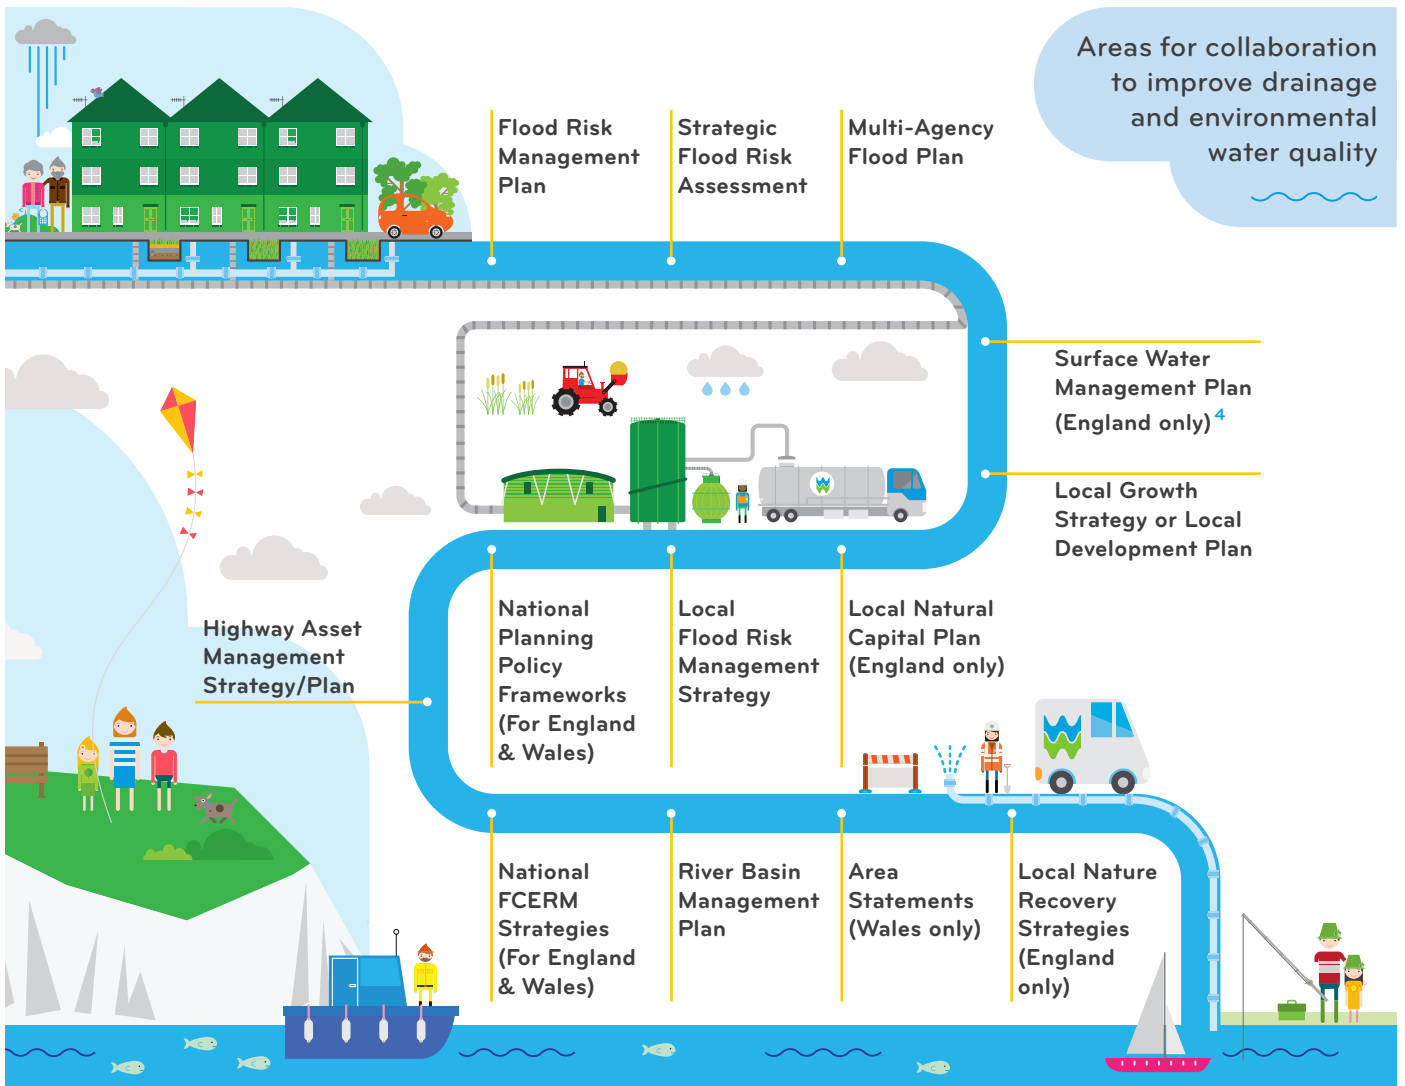 Areas for collaboration
to improve drainage
and environmental
water quality
Flood Risk
Management
Plan
Strategic
Flood Risk
Assessment
Multi-Agency
Flood Plan
Surface Water
Management Plan
(England only)4
Local Growth
Strategy or Local
Development Plan
National
Planning
Policy
Frameworks
(For England
& Wales)
Local
Flood Risk
Management
Strategy
Local Natural
Capital Plan
(England only)
Highway Asset
Management
Strategy/Plan
National
FCERM
Strategies
(For England
& Wales)
River Basin
Management
Plan
Area
Statements
(Wales only)
Local Nature
Recovery
Strategies
(England
only)